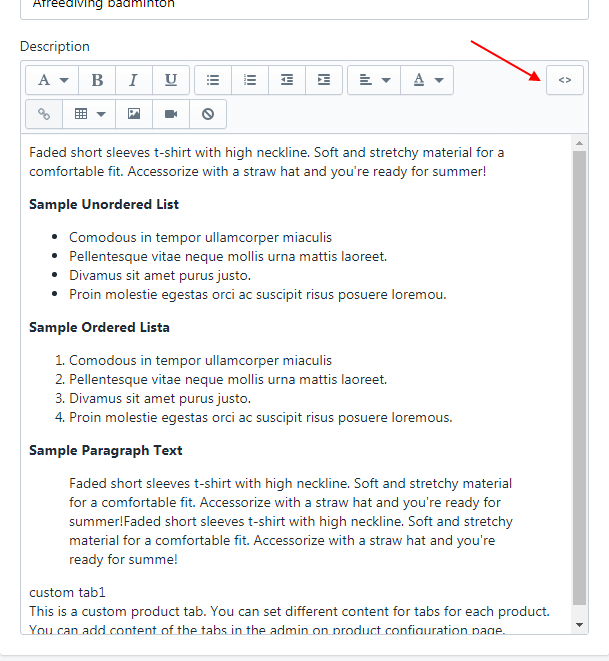 Afreediving badminton
Description
A B I U A <>
Faded short sleeves t-shirt with high neckline. Soft and stretchy material for a
comfortable fit. Accessorize with a straw hat and you're ready for summer!
Sample Unordered List
• Comodous in tempor ullamcorper miaculis
• Pellentesque vitae neque mollis urna mattis laoreet.
• Divamus sit amet purus justo.
• Proin molestie egestas orci ac suscipit risus posuere loremou.
Sample Ordered Lista
1. Comodous in tempor ullamcorper miaculis
2. Pellentesque vitae neque mollis urna mattis laoreet.
3. Divamus sit amet purus justo.
4. Proin molestie egestas orci ac suscipit risus posuere loremous.
Sample Paragraph Text
Faded short sleeves t-shirt with high neckline. Soft and stretchy material
for a comfortable fit. Accessorize with a straw hat and you're ready for
summer!Faded short sleeves t-shirt with high neckline. Soft and stretchy
material for a comfortable fit. Accessorize with a straw hat and you're
ready for summe!
custom tab1
This is a custom product tab. You can set different content for tabs for each product.
You can add content of the tabs in the admin on product configuration page.